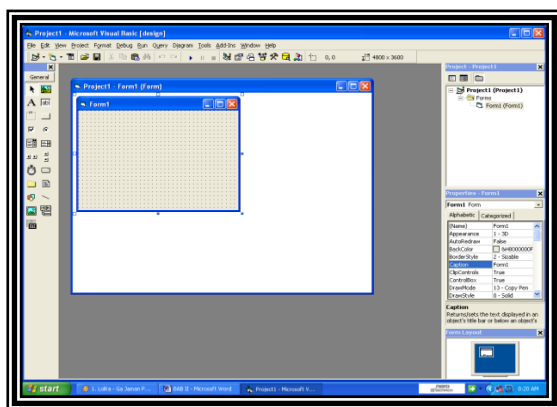 Project1 - Microsoft Visual Basic [design]
File Edit View Project Format Debug Run Query Diagram Tools Add-Ins Window Help
0, 0 4800 x 3600
General
A ab
Project1 - Form1 (Form)
Form1
Project - Project1
Project1 (Project1)
Forms
Form1 (Form1)
Properties - Form1
Form1 Form
Alphabetic Categorized
(Name) Form1
Appearance 1 - 3D
AutoRedraw False
BackColor &H8000000F
BorderStyle 2 - Sizable
Caption Form1
ClipControls True
ControlBox True
DrawMode 13 - Copy Pen
DrawStyle 0 - Solid
Caption
Returns/sets the text displayed in an object's title bar or below an object's
Form Layout
start
BAB II - Microsoft Word
Project1 - Microsoft V...
9:20 AM